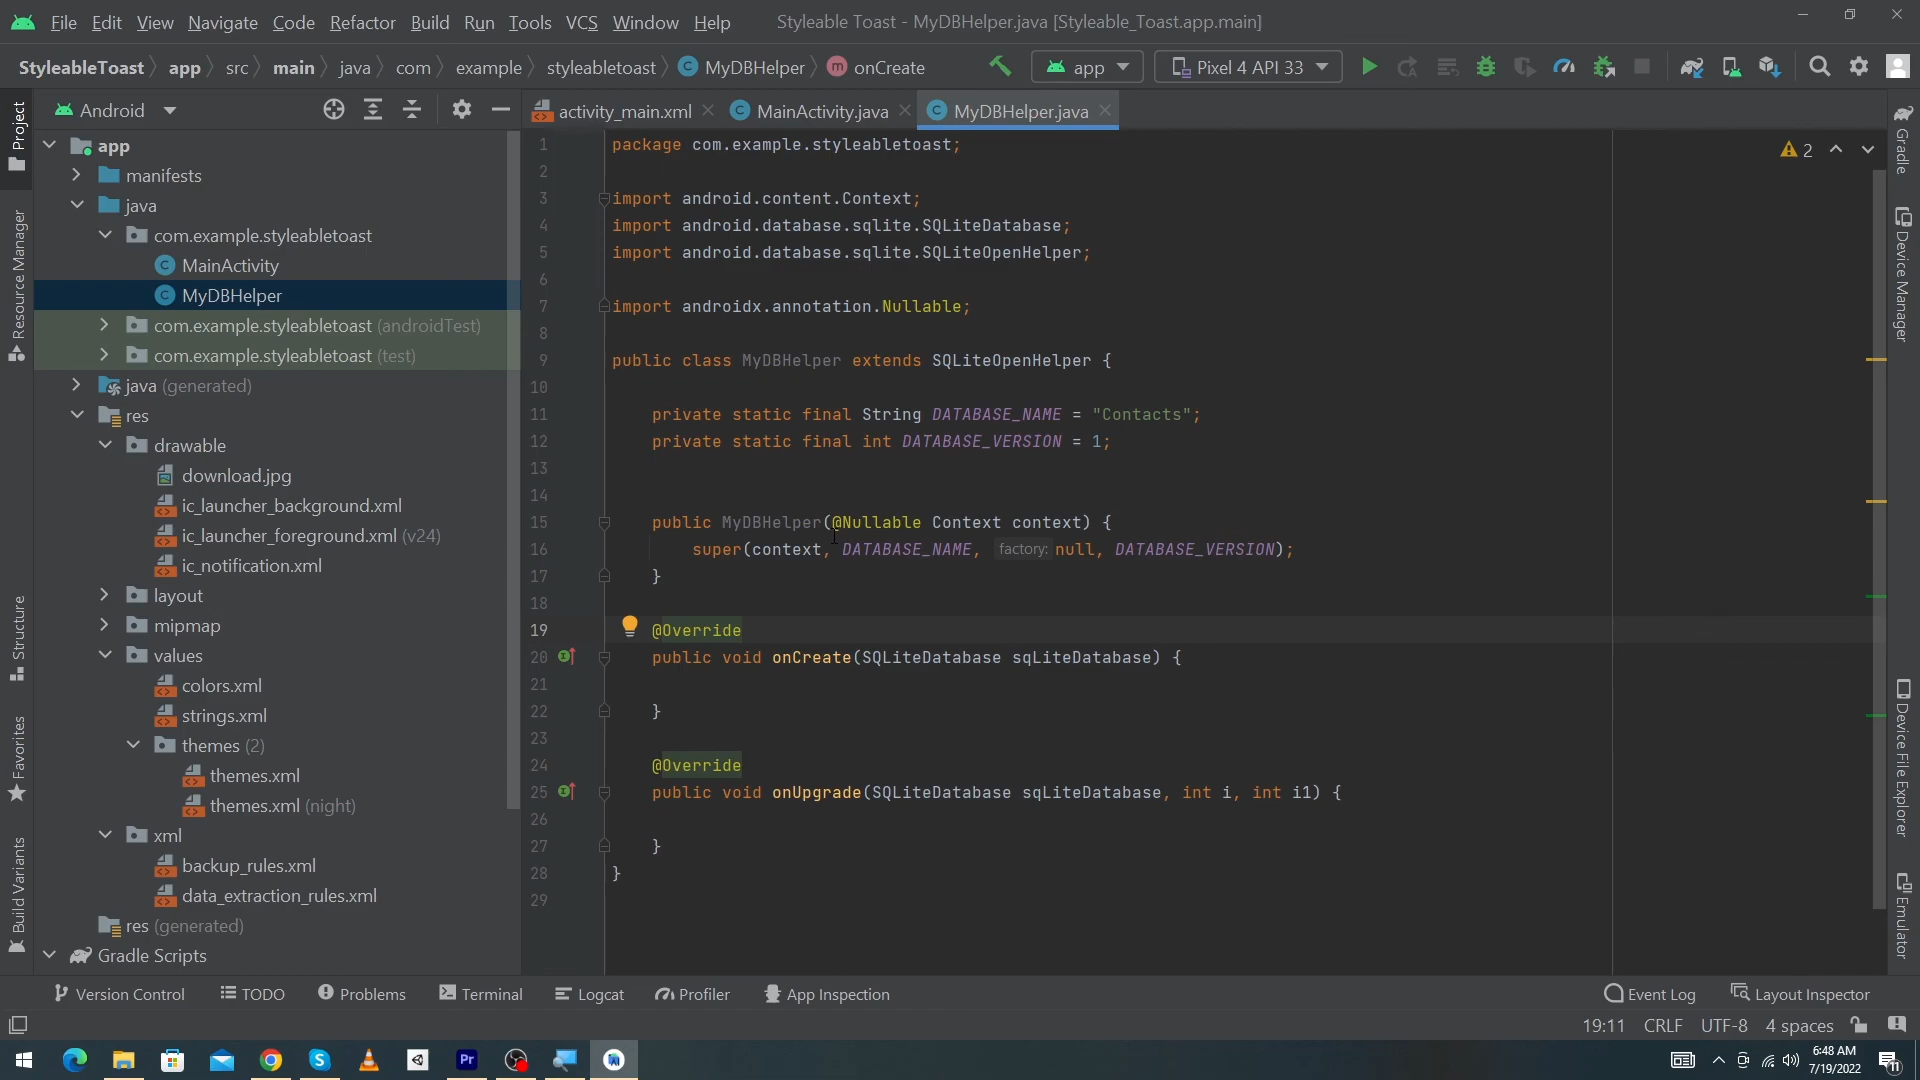 File Edit View Navigate Code Refactor Build Run Tools VCS Window Help Styleable Toast - MyDBHelper.java [Styleable_Toast.app.main]
StyleableToast app src main java com example styleabletoast MyDBHelper onCreate app Pixel 4 API 33
Android
activity_main.xml MainActivity.java MyDBHelper.java
Project
Resource Manager
Structure
Favorites
Build Variants
app
manifests
java
com.example.styleabletoast
MainActivity
MyDBHelper
com.example.styleabletoast (androidTest)
com.example.styleabletoast (test)
java (generated)
res
drawable
download.jpg
ic_launcher_background.xml
ic_launcher_foreground.xml (v24)
ic_notification.xml
layout
mipmap
values
colors.xml
strings.xml
themes (2)
themes.xml
themes.xml (night)
xml
backup_rules.xml
data_extraction_rules.xml
res (generated)
Gradle Scripts
1 package com.example.styleabletoast;
2
3 import android.content.Context;
4 import android.database.sqlite.SQLiteDatabase;
5 import android.database.sqlite.SQLiteOpenHelper;
6
7 import androidx.annotation.Nullable;
8
9 public class MyDBHelper extends SQLiteOpenHelper {
10
11 private static final String DATABASE_NAME = "Contacts";
12 private static final int DATABASE_VERSION = 1;
13
14
15 public MyDBHelper(@Nullable Context context) {
16 super(context, DATABASE_NAME, factory: null, DATABASE_VERSION);
17 }
18
19 @Override
20 public void onCreate(SQLiteDatabase sqLiteDatabase) {
21
22 }
23
24 @Override
25 public void onUpgrade(SQLiteDatabase sqLiteDatabase, int i, int i1) {
26
27 }
28 }
29
2
Gradle
Device Manager
Device File Explorer
Emulator
Version Control TODO Problems Terminal Logcat Profiler App Inspection Event Log Layout Inspector
19:11 CRLF UTF-8 4 spaces
6:48 AM
7/19/2022
11